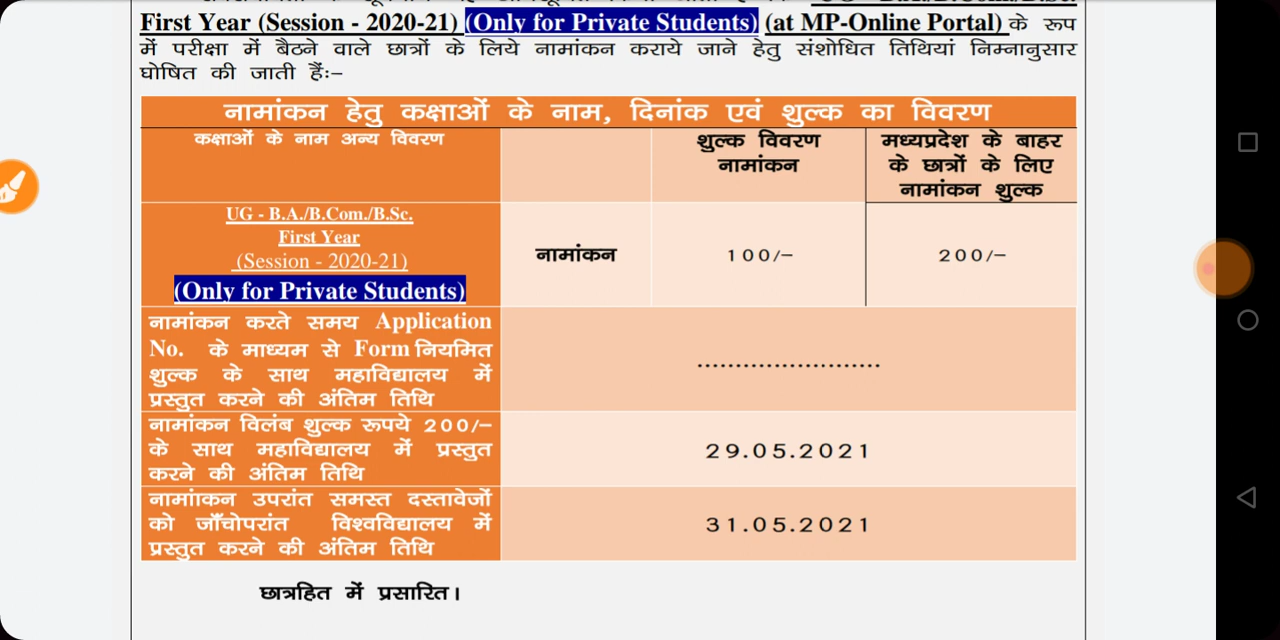 First Year (Session - 2020-21) (Only for Private Students) (at MP-Online Portal) के रूप
में परीक्षा में बैठने वाले छात्रों के लिये नामांकन कराये जाने हेतु संशोधित तिथियां निम्नानुसार
घोषित की जाती हैं:–
नामांकन हेतु कक्षाओं के नाम, दिनांक एवं शुल्क का विवरण
कक्षाओं के नाम अन्य विवरण
शुल्क विवरण
नामांकन
मध्यप्रदेश के बाहर
के छात्रों के लिए
नामांकन शुल्क
UG - B.A./B.Com./B.Sc.
First Year
(Session - 2020-21)
(Only for Private Students)
नामांकन
100/–
200/–
नामांकन करते समय Application
No. के माध्यम से Form नियमित
शुल्क के साथ महाविद्यालय में
प्रस्तुत करने की अंतिम तिथि
........................
नामांकन विलंब शुल्क रूपये 200/–
के साथ महाविद्यालय में प्रस्तुत
करने की अंतिम तिथि
29.05.2021
नामाांकन उपरांत समस्त दस्तावेजों
को जॉंचोपरांत विश्वविद्यालय में
प्रस्तुत करने की अंतिम तिथि
31.05.2021
छात्रहित में प्रसारित।